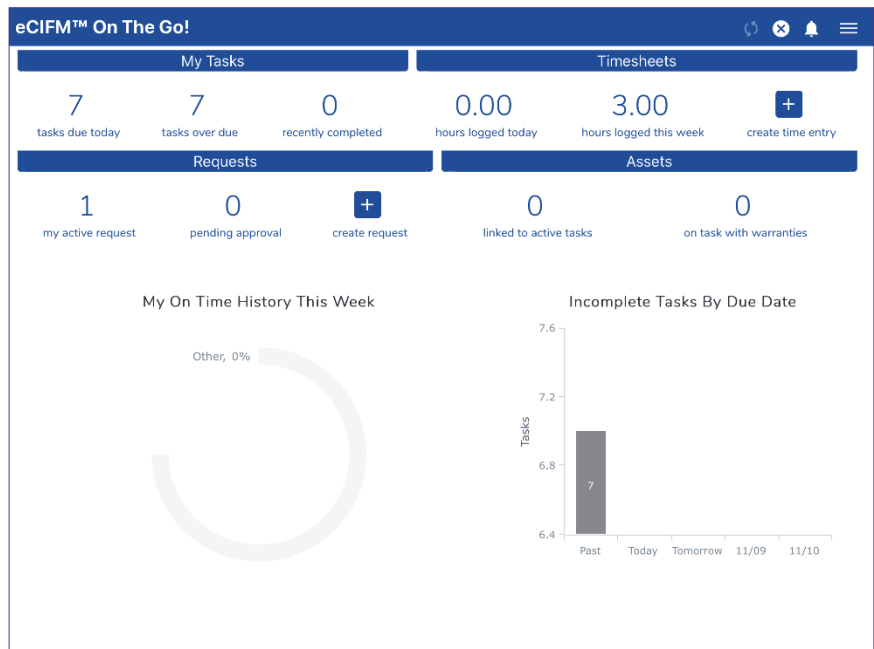 eCIFM™ On The Go!
My Tasks
Timesheets
7
7
0
0.00
3.00
+
tasks due today
tasks over due
recently completed
hours logged today
hours logged this week
create time entry
Requests
Assets
1
0
+
0
0
my active request
pending approval
create request
linked to active tasks
on task with warranties
My On Time History This Week
Other, 0%
Incomplete Tasks By Due Date
7.6
7.2
6.8
6.4
Tasks
7
Past
Today
Tomorrow
11/09
11/10